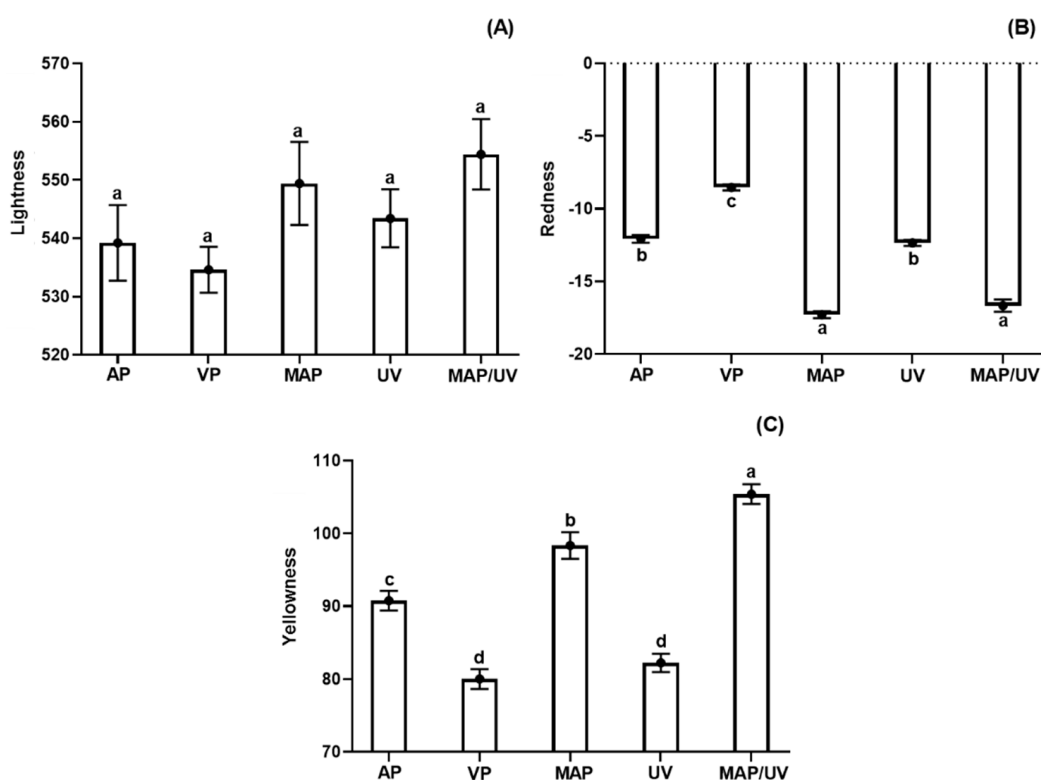 (A)
Lightness
570
560
550
540
530
520
a
a
a
a
a
AP VP MAP UV MAP/UV
(B)
Redness
0
-5
-10
-15
-20
b
c
a
b
a
AP VP MAP UV MAP/UV
(C)
Yellowness
110
100
90
80
70
c
d
b
d
a
AP VP MAP UV MAP/UV